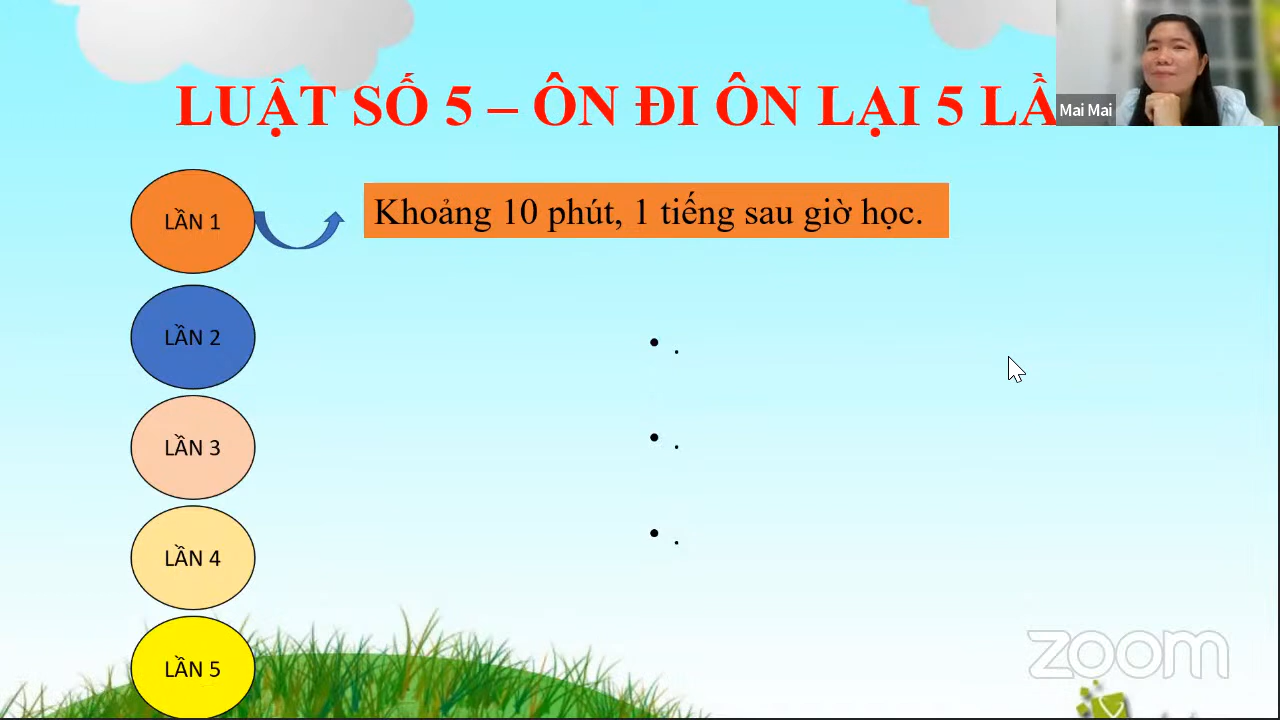 LUẬT SỐ 5 – ÔN ĐI ÔN LẠI 5 LẦ
Mai Mai
LẦN 1
Khoảng 10 phút, 1 tiếng sau giờ học.
LẦN 2
• .
LẦN 3
• .
LẦN 4
• .
LẦN 5
zoom